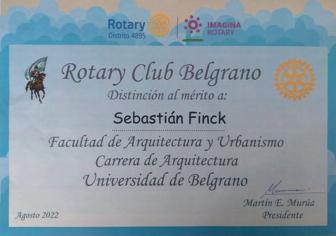 Rotary
Distrito 4895
IMAGINA
ROTARY
Rotary Club Belgrano
Distinción al mérito a:
Sebastián Finck
Facultad de Arquitectura y Urbanismo
Carrera de Arquitectura
Universidad de Belgrano
Agosto 2022
Martín E. Murúa
Presidente